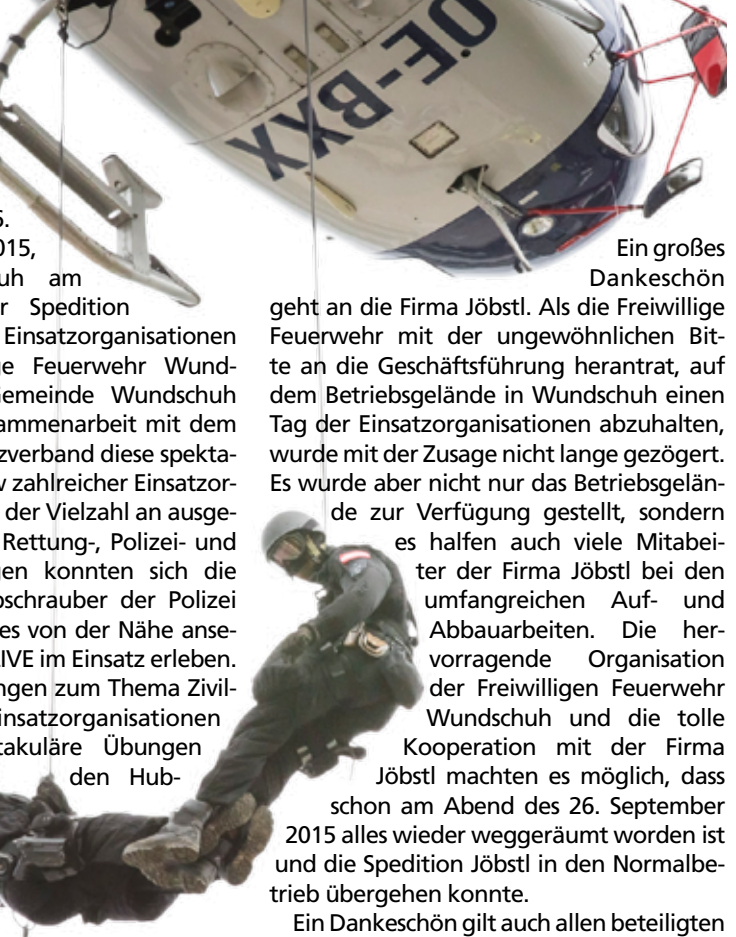 OE-BXX
6.
015,
uh am
r Spedition
Einsatzorganisationen
e Feuerwehr Wund-
emeinde Wundschuh
ammenarbeit mit dem
zverband diese spekta-
w zahlreicher Einsatzor-
der Vielzahl an ausge-
Rettung-, Polizei- und
gen konnten sich die
bschrauber der Polizei
es von der Nähe anse-
LIVE im Einsatz erleben.
ngen zum Thema Zivil-
insatzorganisationen
takuläre Übungen
den Hub-
Ein großes
Dankeschön
geht an die Firma Jöbstl. Als die Freiwillige
Feuerwehr mit der ungewöhnlichen Bit-
te an die Geschäftsführung herantrat, auf
dem Betriebsgelände in Wundschuh einen
Tag der Einsatzorganisationen abzuhalten,
wurde mit der Zusage nicht lange gezögert.
Es wurde aber nicht nur das Betriebsgelän-
de zur Verfügung gestellt, sondern
es halfen auch viele Mitabei-
ter der Firma Jöbstl bei den
umfangreichen Auf- und
Abbauarbeiten. Die her-
vorragende Organisation
der Freiwilligen Feuerwehr
Wundschuh und die tolle
Kooperation mit der Firma
Jöbstl machten es möglich, dass
schon am Abend des 26. September
2015 alles wieder weggeräumt worden ist
und die Spedition Jöbstl in den Normalbe-
trieb übergehen konnte.
Ein Dankeschön gilt auch allen beteiligten